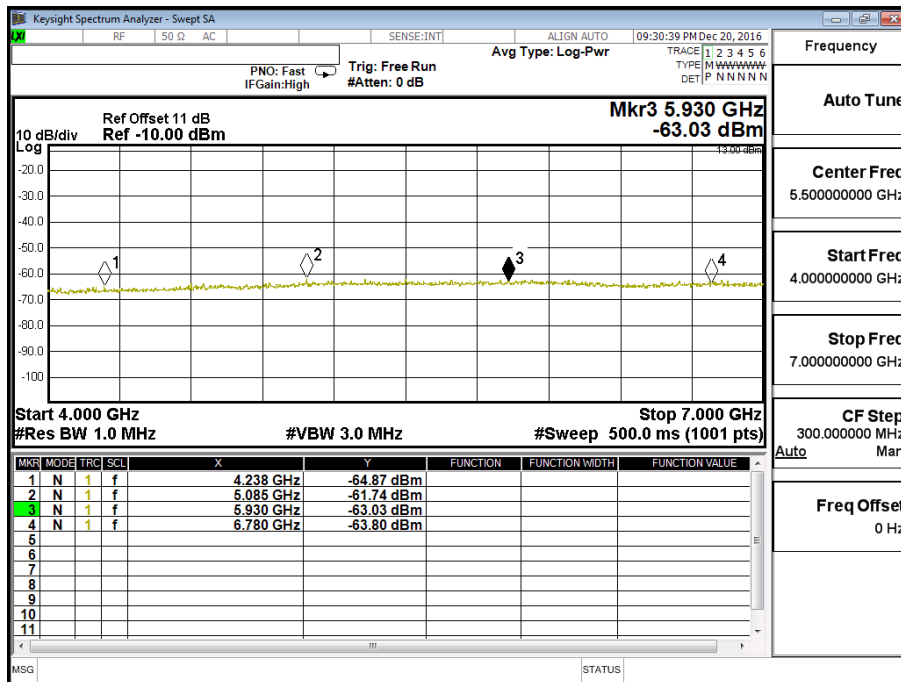 Keysight Spectrum Analyzer - Swept SA
LXI RF 50 Ω AC SENSE:INT ALIGN AUTO 09:30:39 PM Dec 20, 2016
Avg Type: Log-Pwr
TRACE 1 2 3 4 5 6
TYPE M W W W W W
DET P N N N N N
PNO: Fast
IFGain:High
Trig: Free Run
#Atten: 0 dB
Frequency
Auto Tune
Center Freq
5.500000000 GHz
Start Freq
4.000000000 GHz
Stop Freq
7.000000000 GHz
CF Step
300.000000 MHz
Auto Man
Freq Offset
0 Hz
Mkr3 5.930 GHz
-63.03 dBm
Ref Offset 11 dB
10 dB/div Ref -10.00 dBm
Log
-13.00 dBm
-20.0
-30.0
-40.0
-50.0
-60.0
-70.0
-80.0
-90.0
-100
1
2
3
4
Start 4.000 GHz Stop 7.000 GHz
#Res BW 1.0 MHz #VBW 3.0 MHz #Sweep 500.0 ms (1001 pts)
MKR MODE TRC SCL X Y FUNCTION FUNCTION WIDTH FUNCTION VALUE
1 N 1 f 4.238 GHz -64.87 dBm
2 N 1 f 5.085 GHz -61.74 dBm
3 N 1 f 5.930 GHz -63.03 dBm
4 N 1 f 6.780 GHz -63.80 dBm
5
6
7
8
9
10
11
MSG STATUS